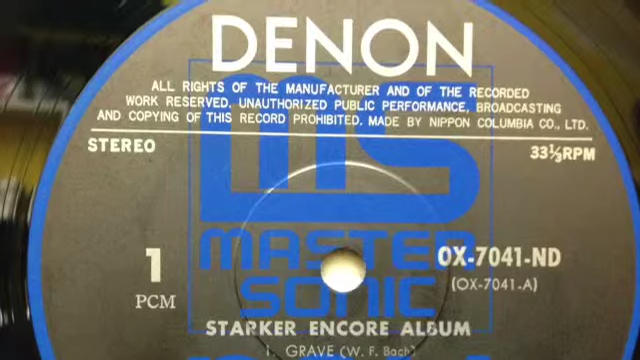 DENON
ALL RIGHTS OF THE MANUFACTURER AND OF THE RECORDED
WORK RESERVED. UNAUTHORIZED PUBLIC PERFORMANCE, BROADCASTING
AND COPYING OF THIS RECORD PROHIBITED. MADE BY NIPPON COLUMBIA CO., LTD.
STEREO
33⅓RPM
ms
MASTER
SONIC
1
PCM
OX-7041-ND
(OX-7041-A)
STARKER ENCORE ALBUM
1. GRAVE (W. F. Bach)